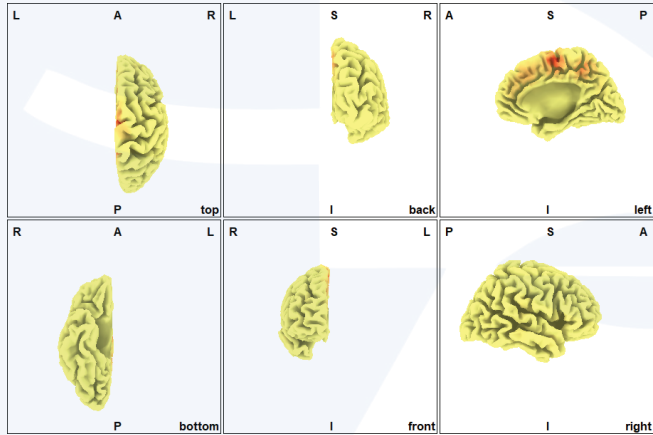 L A R
P top
L S R
I back
A S P
I left
R A L
P bottom
R S L
I front
P S A
I right